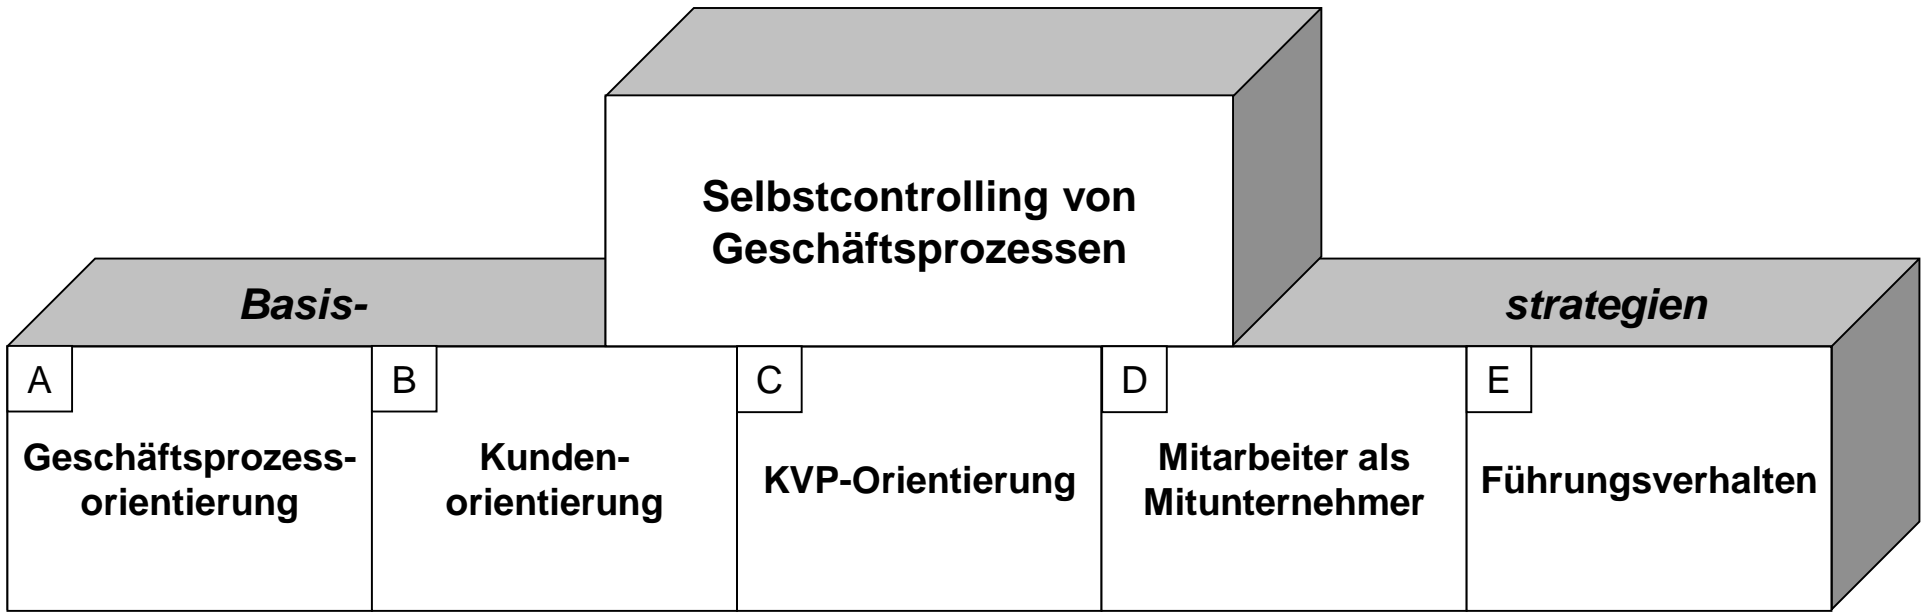 Selbstcontrolling von
Geschäftsprozessen
Basis-
strategien
A
Geschäftsprozess-
orientierung
B
Kunden-
orientierung
C
KVP-Orientierung
D
Mitarbeiter als
Mitunternehmer
E
Führungsverhalten